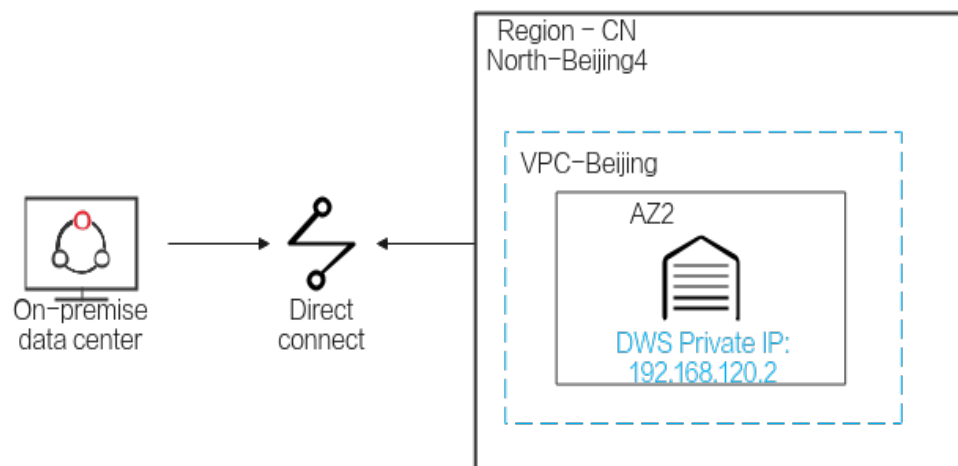 Region - CN
North-Beijing4
VPC-Beijing
AZ2
DWS Private IP:
192.168.120.2
On-premise
data center
Direct
connect